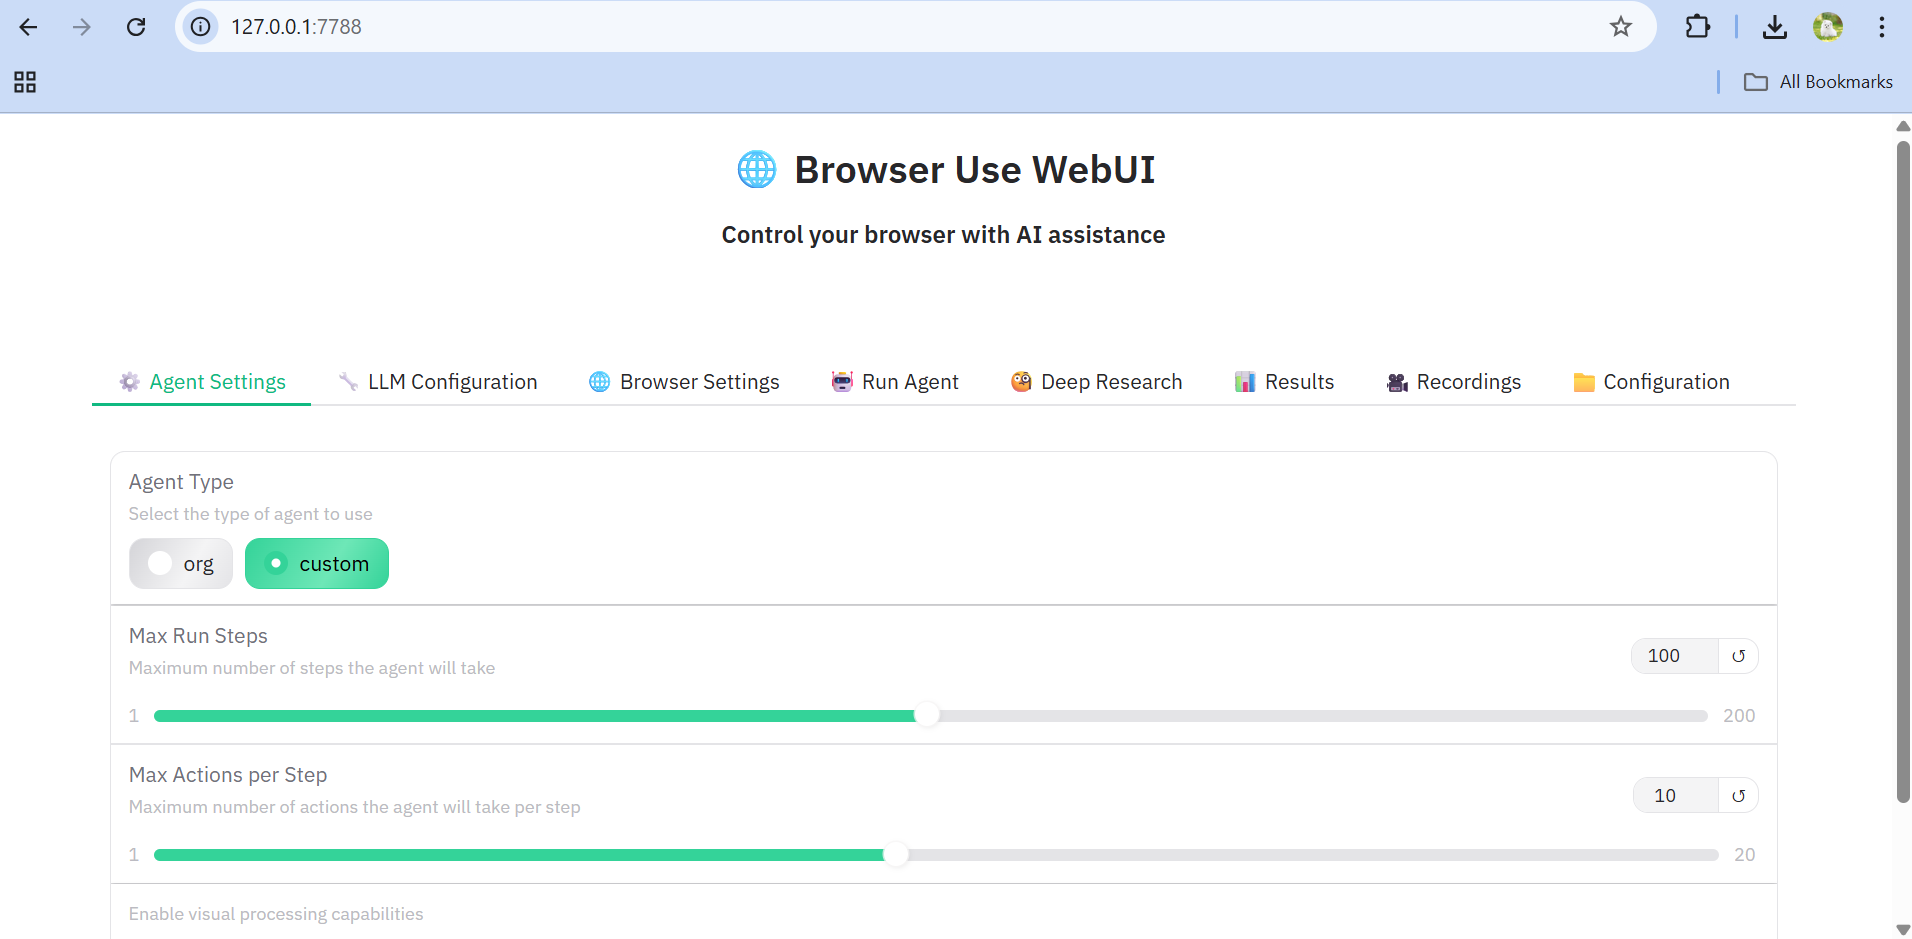 127.0.0.1:7788
All Bookmarks
Browser Use WebUI
Control your browser with AI assistance
Agent Settings
LLM Configuration
Browser Settings
Run Agent
Deep Research
Results
Recordings
Configuration
Agent Type
Select the type of agent to use
org
custom
Max Run Steps
Maximum number of steps the agent will take
100
1
200
Max Actions per Step
Maximum number of actions the agent will take per step
10
1
20
Enable visual processing capabilities